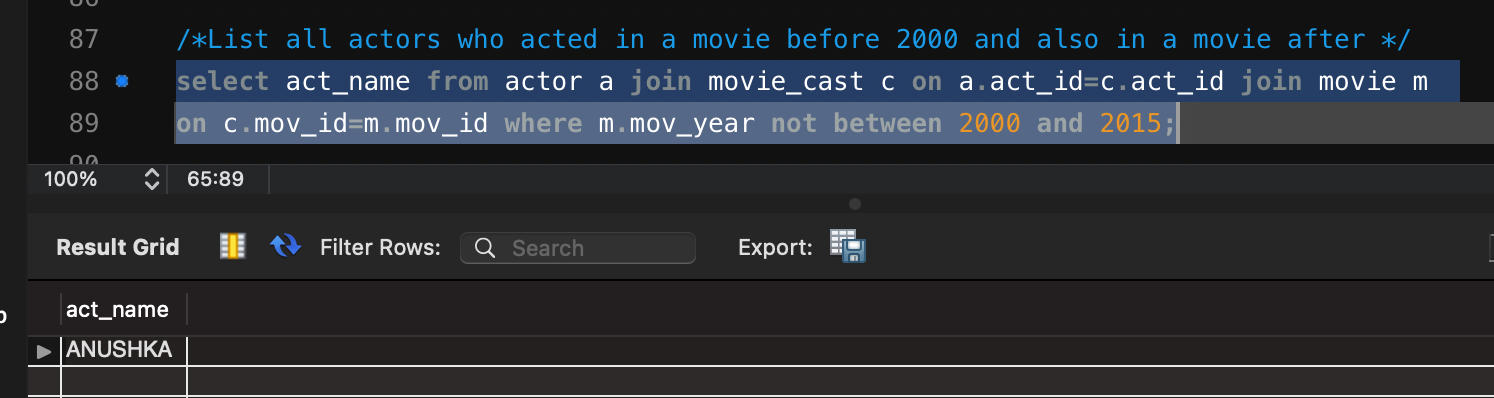 86
87 /*List all actors who acted in a movie before 2000 and also in a movie after */
88 select act_name from actor a join movie_cast c on a.act_id=c.act_id join movie m
89 on c.mov_id=m.mov_id where m.mov_year not between 2000 and 2015;
90
100% 65:89
Result Grid Filter Rows: Search Export:
act_name
ANUSHKA